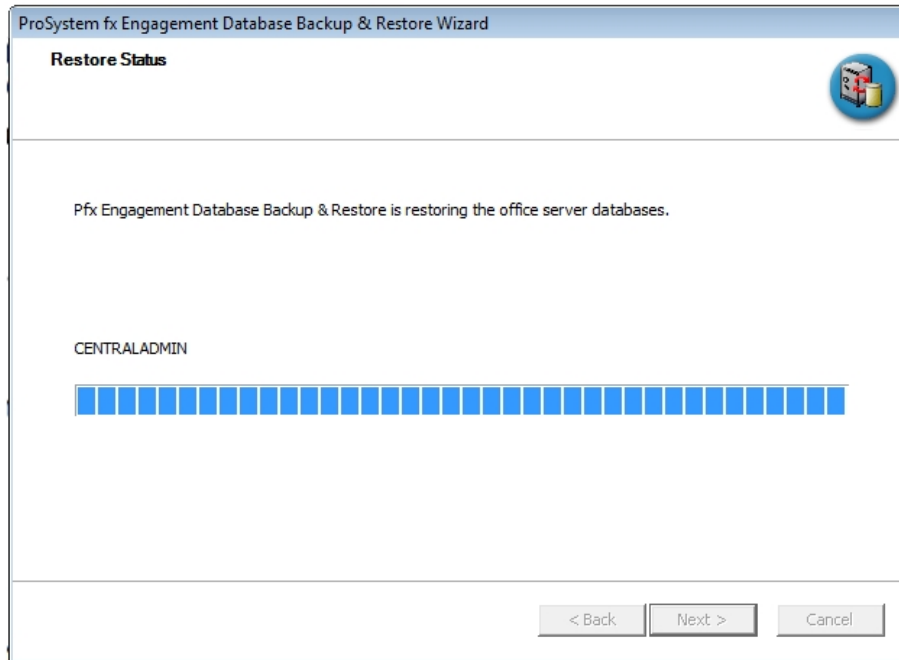 ProSystem fx Engagement Database Backup & Restore Wizard
Restore Status
Pfx Engagement Database Backup & Restore is restoring the office server databases.
CENTRALADMIN
< Back Next > Cancel